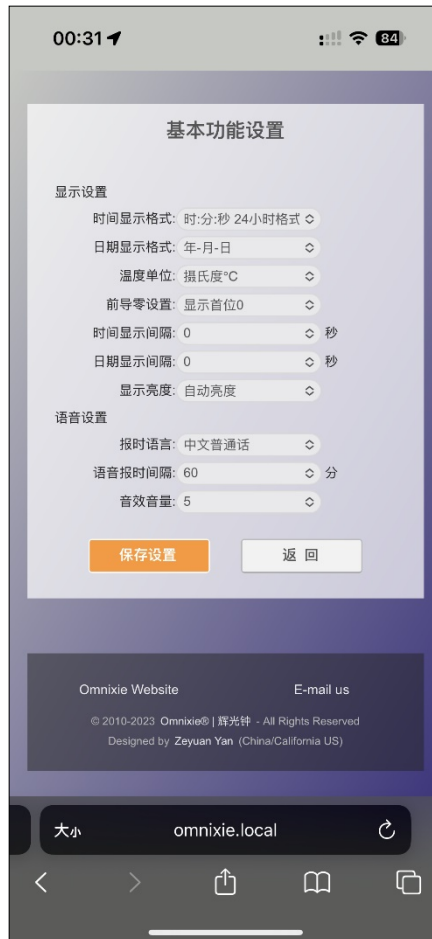 00:31
84
基本功能设置
显示设置
时间显示格式: 时:分:秒 24小时格式
日期显示格式: 年-月-日
温度单位: 摄氏度°C
前导零设置: 显示首位0
时间显示间隔: 0 秒
日期显示间隔: 0 秒
显示亮度: 自动亮度
语音设置
报时语言: 中文普通话
语音报时间隔: 60 分
音效音量: 5
保存设置 返 回
Omnixie Website E-mail us
© 2010-2023 Omnixie® | 辉光钟 - All Rights Reserved
Designed by Zeyuan Yan (China/California US)
大小 omnixie.local